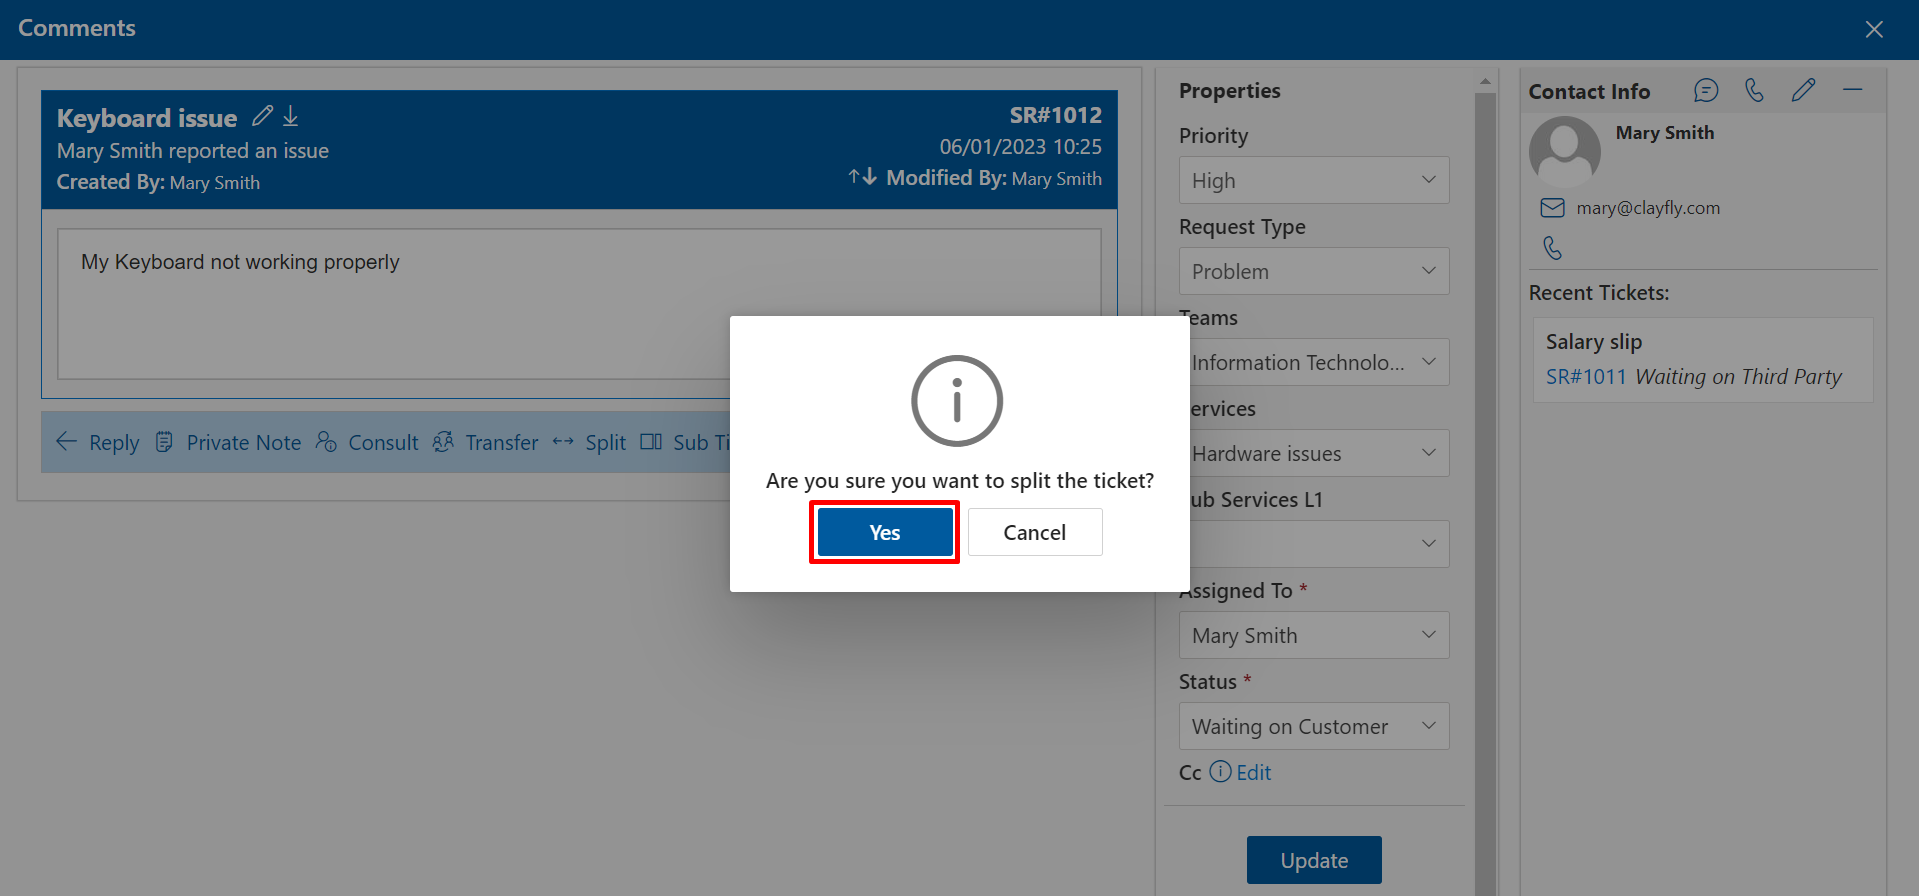 Comments
Keyboard issue
SR#1012
Mary Smith reported an issue
06/01/2023 10:25
Created By: Mary Smith
Modified By: Mary Smith
My Keyboard not working properly
Reply Private Note Consult Transfer Split Sub Ti
Are you sure you want to split the ticket?
Yes Cancel
Properties
Priority
High
Request Type
Problem
Teams
Information Technolo...
ervices
Hardware issues
ub Services L1
Assigned To *
Mary Smith
Status *
Waiting on Customer
Cc Edit
Update
Contact Info
Mary Smith
mary@clayfly.com
Recent Tickets:
Salary slip
SR#1011 Waiting on Third Party